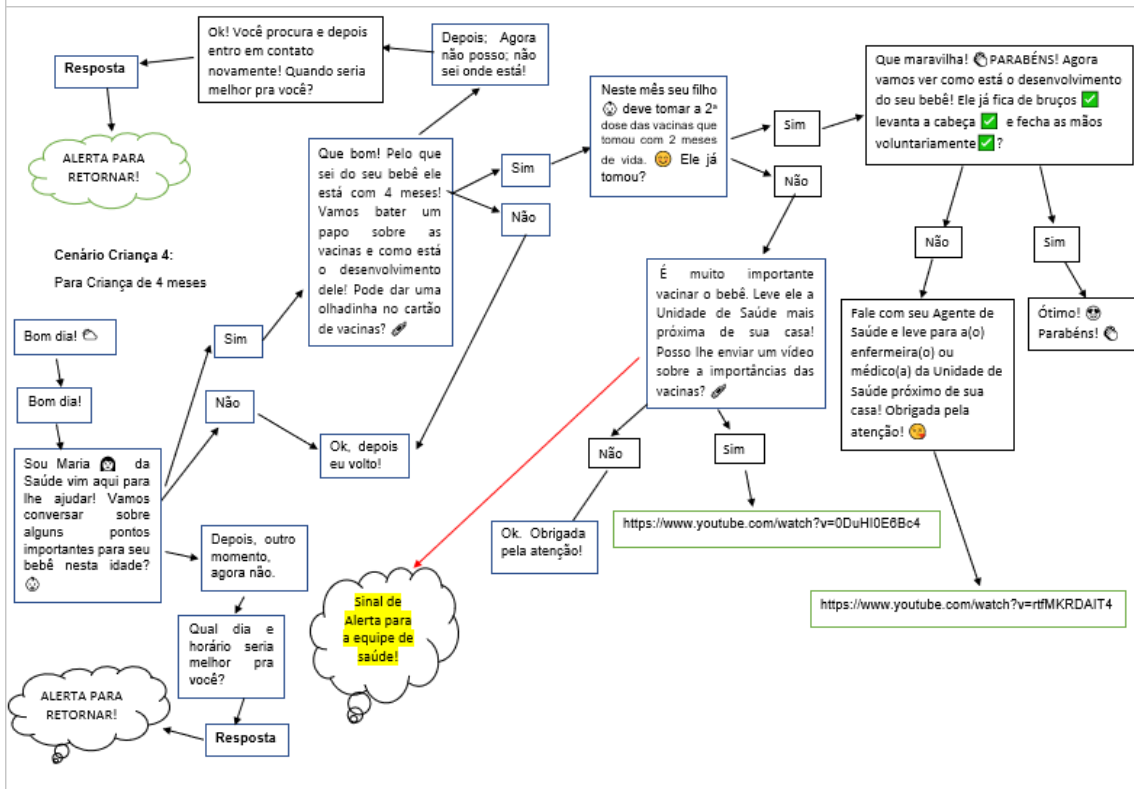 Ok! Você procura e depois
entro em contato
novamente! Quando seria
melhor pra você?
Depois; Agora
não posso; não
sei onde está!
Resposta
ALERTA PARA
RETORNAR!
Cenário Criança 4:
Para Criança de 4 meses
Bom dia!
Bom dia!
Sou Maria da
Saúde vim aqui para
lhe ajudar! Vamos
conversar sobre
alguns pontos
importantes para seu
bebê nesta idade?
Sim
Não
Ok, depois
eu volto!
Depois, outro
momento,
agora não.
Qual dia e
horário seria
melhor pra
você?
Resposta
ALERTA PARA
RETORNAR!
Que bom! Pelo que
sei do seu bebê ele
está com 4 meses!
Vamos bater um
papo sobre as
vacinas e como está
o desenvolvimento
dele! Pode dar uma
olhadinha no cartão
de vacinas?
Sim
Não
Neste mês seu filho
deve tomar a 2ª
dose das vacinas que
tomou com 2 meses
de vida. Ele já
tomou?
Sim
Não
É muito importante
vacinar o bebê. Leve ele a
Unidade de Saúde mais
próxima de sua casa!
Posso lhe enviar um vídeo
sobre a importâncias das
vacinas?
Não
Sim
Ok. Obrigada
pela atenção!
https://www.youtube.com/watch?v=0DuHI0E6Bc4
Sinal de
Alerta para
a equipe de
saúde!
Que maravilha! PARABÉNS! Agora
vamos ver como está o desenvolvimento
do seu bebê! Ele já fica de bruços
levanta a cabeça e fecha as mãos
voluntariamente ?
Não
Sim
Fale com seu Agente de
Saúde e leve para a(o)
enfermeira(o) ou
médico(a) da Unidade de
Saúde próximo de sua
casa! Obrigada pela
atenção!
Ótimo!
Parabéns!
https://www.youtube.com/watch?v=rtfMKRDAIT4